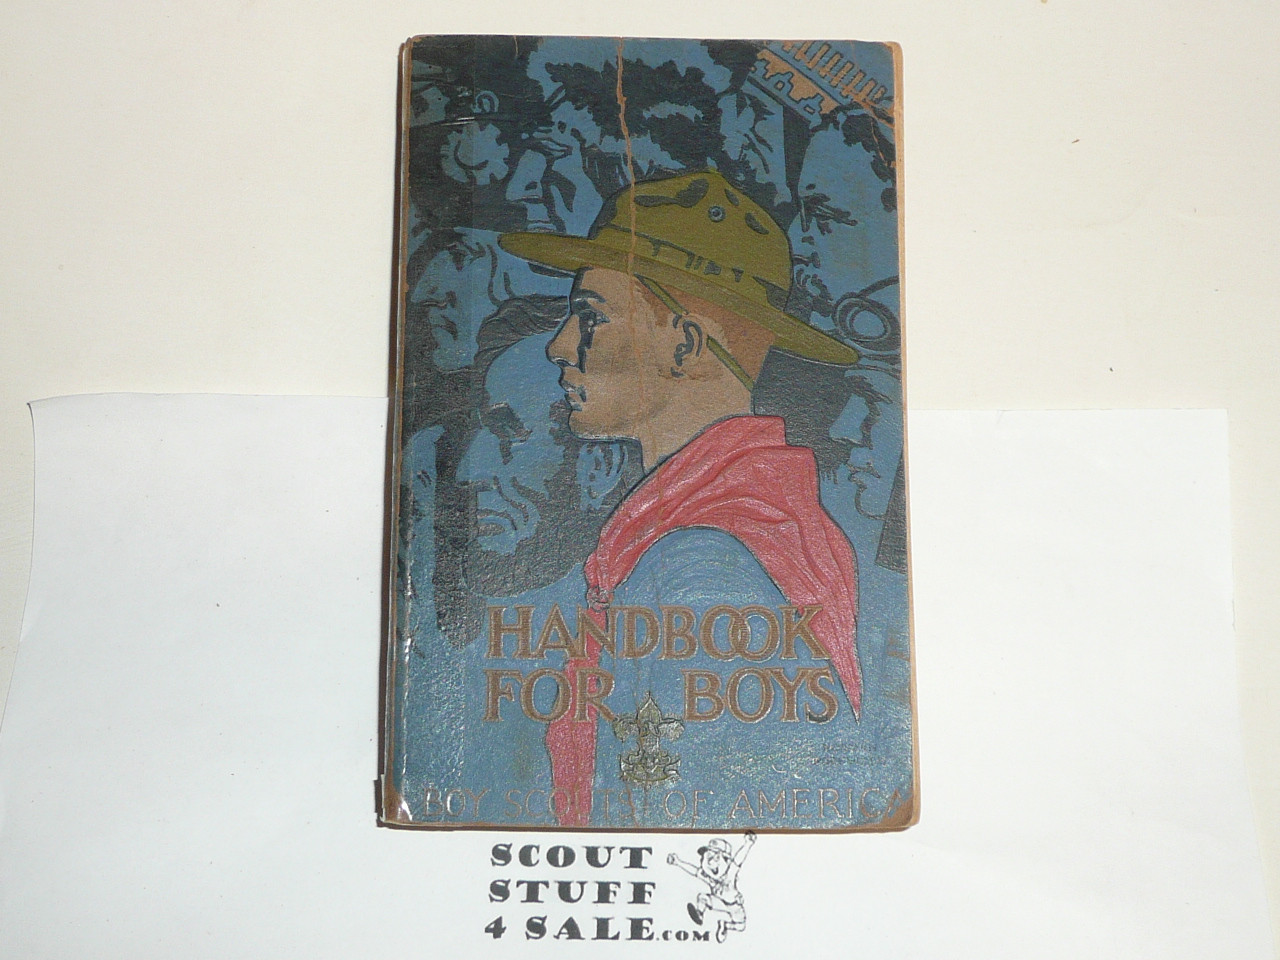 HANDBOOK
FOR BOYS
BOY SCOUTS OF AMERICA
SCOUT
STUFF
4 SALE.COM